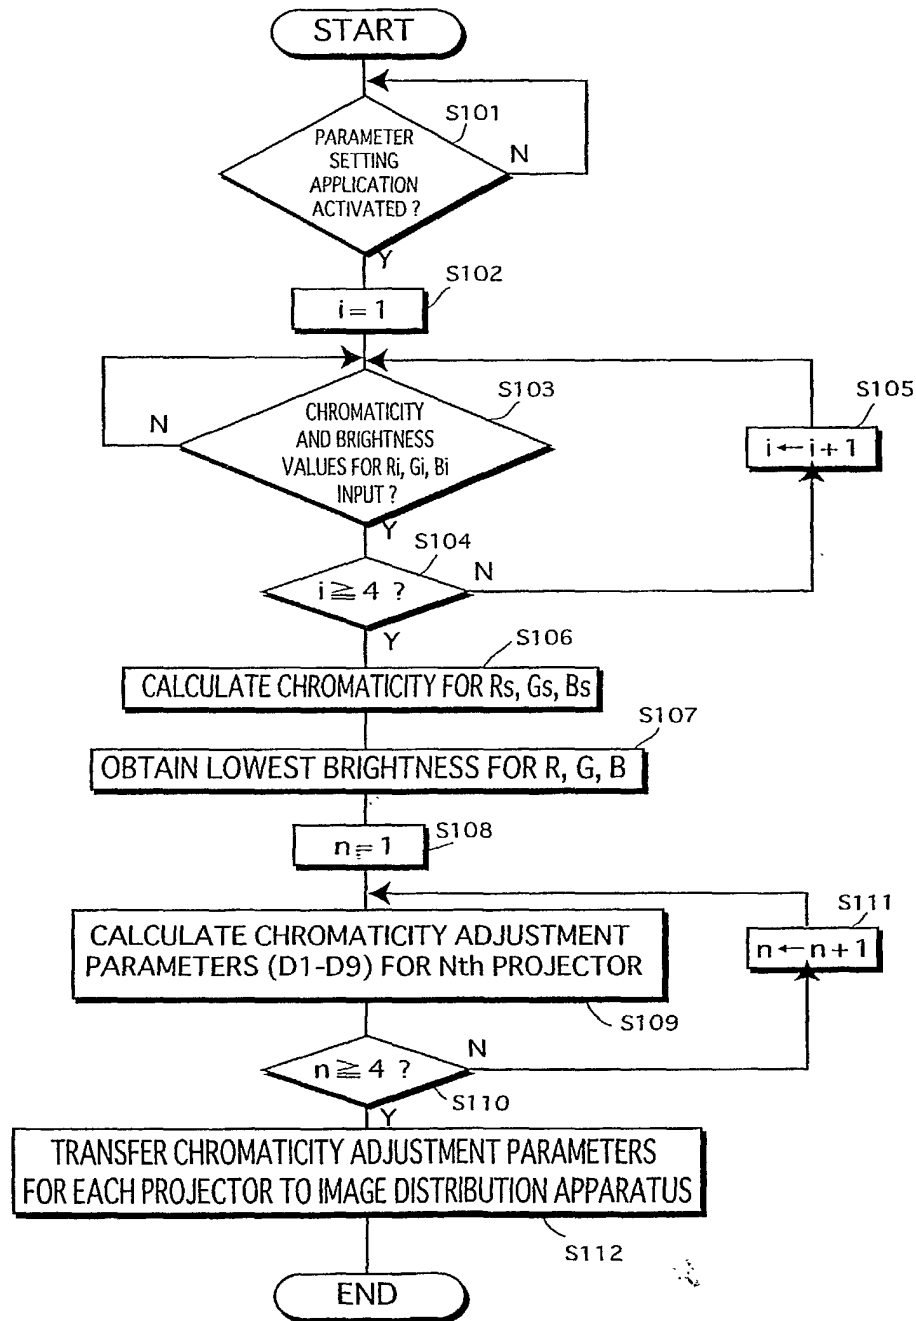 START
S101
PARAMETER
SETTING
APPLICATION
ACTIVATED ?
N
Y
S102
i = 1
S103
CHROMATICITY
AND BRIGHTNESS
VALUES FOR Ri, Gi, Bi
INPUT ?
N
Y
S105
i ← i + 1
S104
i ≧ 4 ?
N
Y
S106
CALCULATE CHROMATICITY FOR Rs, Gs, Bs
S107
OBTAIN LOWEST BRIGHTNESS FOR R, G, B
S108
n = 1
S111
n ← n + 1
CALCULATE CHROMATICITY ADJUSTMENT
PARAMETERS (D1-D9) FOR Nth PROJECTOR
S109
n ≧ 4 ?
N
S110
Y
TRANSFER CHROMATICITY ADJUSTMENT PARAMETERS
FOR EACH PROJECTOR TO IMAGE DISTRIBUTION APPARATUS
S112
END